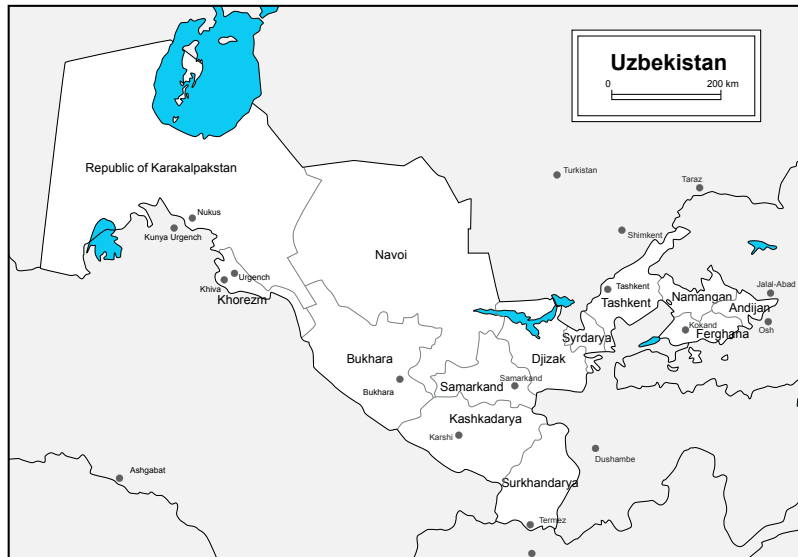 Uzbekistan
0 200 km
Turkistan
Taraz
Republic of Karakalpakstan
Nukus
Kunya Urgench
Shimkent
Navoi
Urgench
Khiva
Khorezm
Tashkent
Tashkent
Namangan
Jalal-Abad
Andijan
Osh
Kokand
Ferghana
Syrdarya
Djizak
Bukhara
Bukhara
Samarkand
Samarkand
Kashkadarya
Karshi
Dushambe
Ashgabat
Surkhandarya
Termez